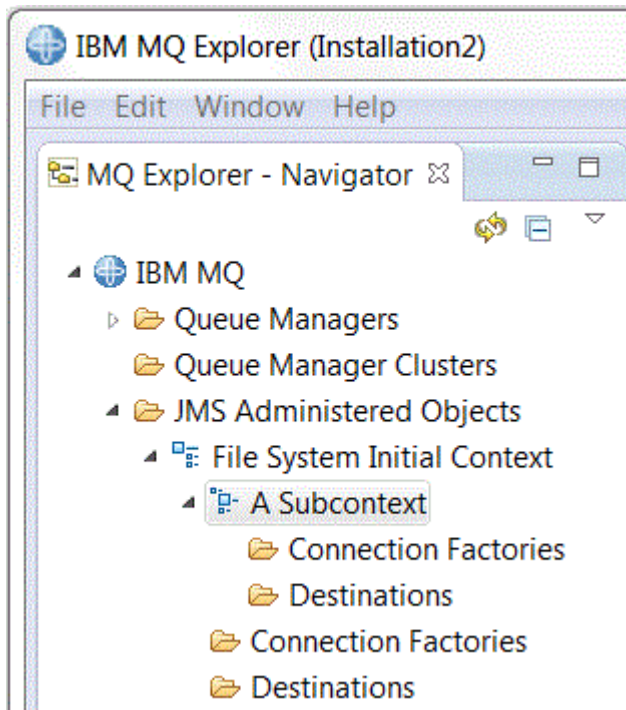 IBM MQ Explorer (Installation2)
File Edit Window Help
MQ Explorer - Navigator
IBM MQ
Queue Managers
Queue Manager Clusters
JMS Administered Objects
File System Initial Context
A Subcontext
Connection Factories
Destinations
Connection Factories
Destinations